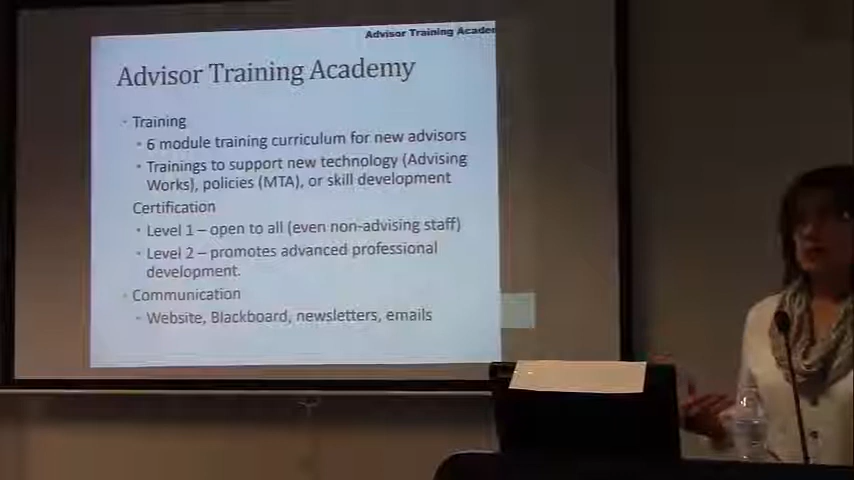 Advisor Training Academ
Advisor Training Academy
Training
6 module training curriculum for new advisors
Trainings to support new technology (Advising
Works), policies (MTA), or skill development
Certification
Level 1 – open to all (even non-advising staff)
Level 2 – promotes advanced professional
development.
Communication
Website, Blackboard, newsletters, emails